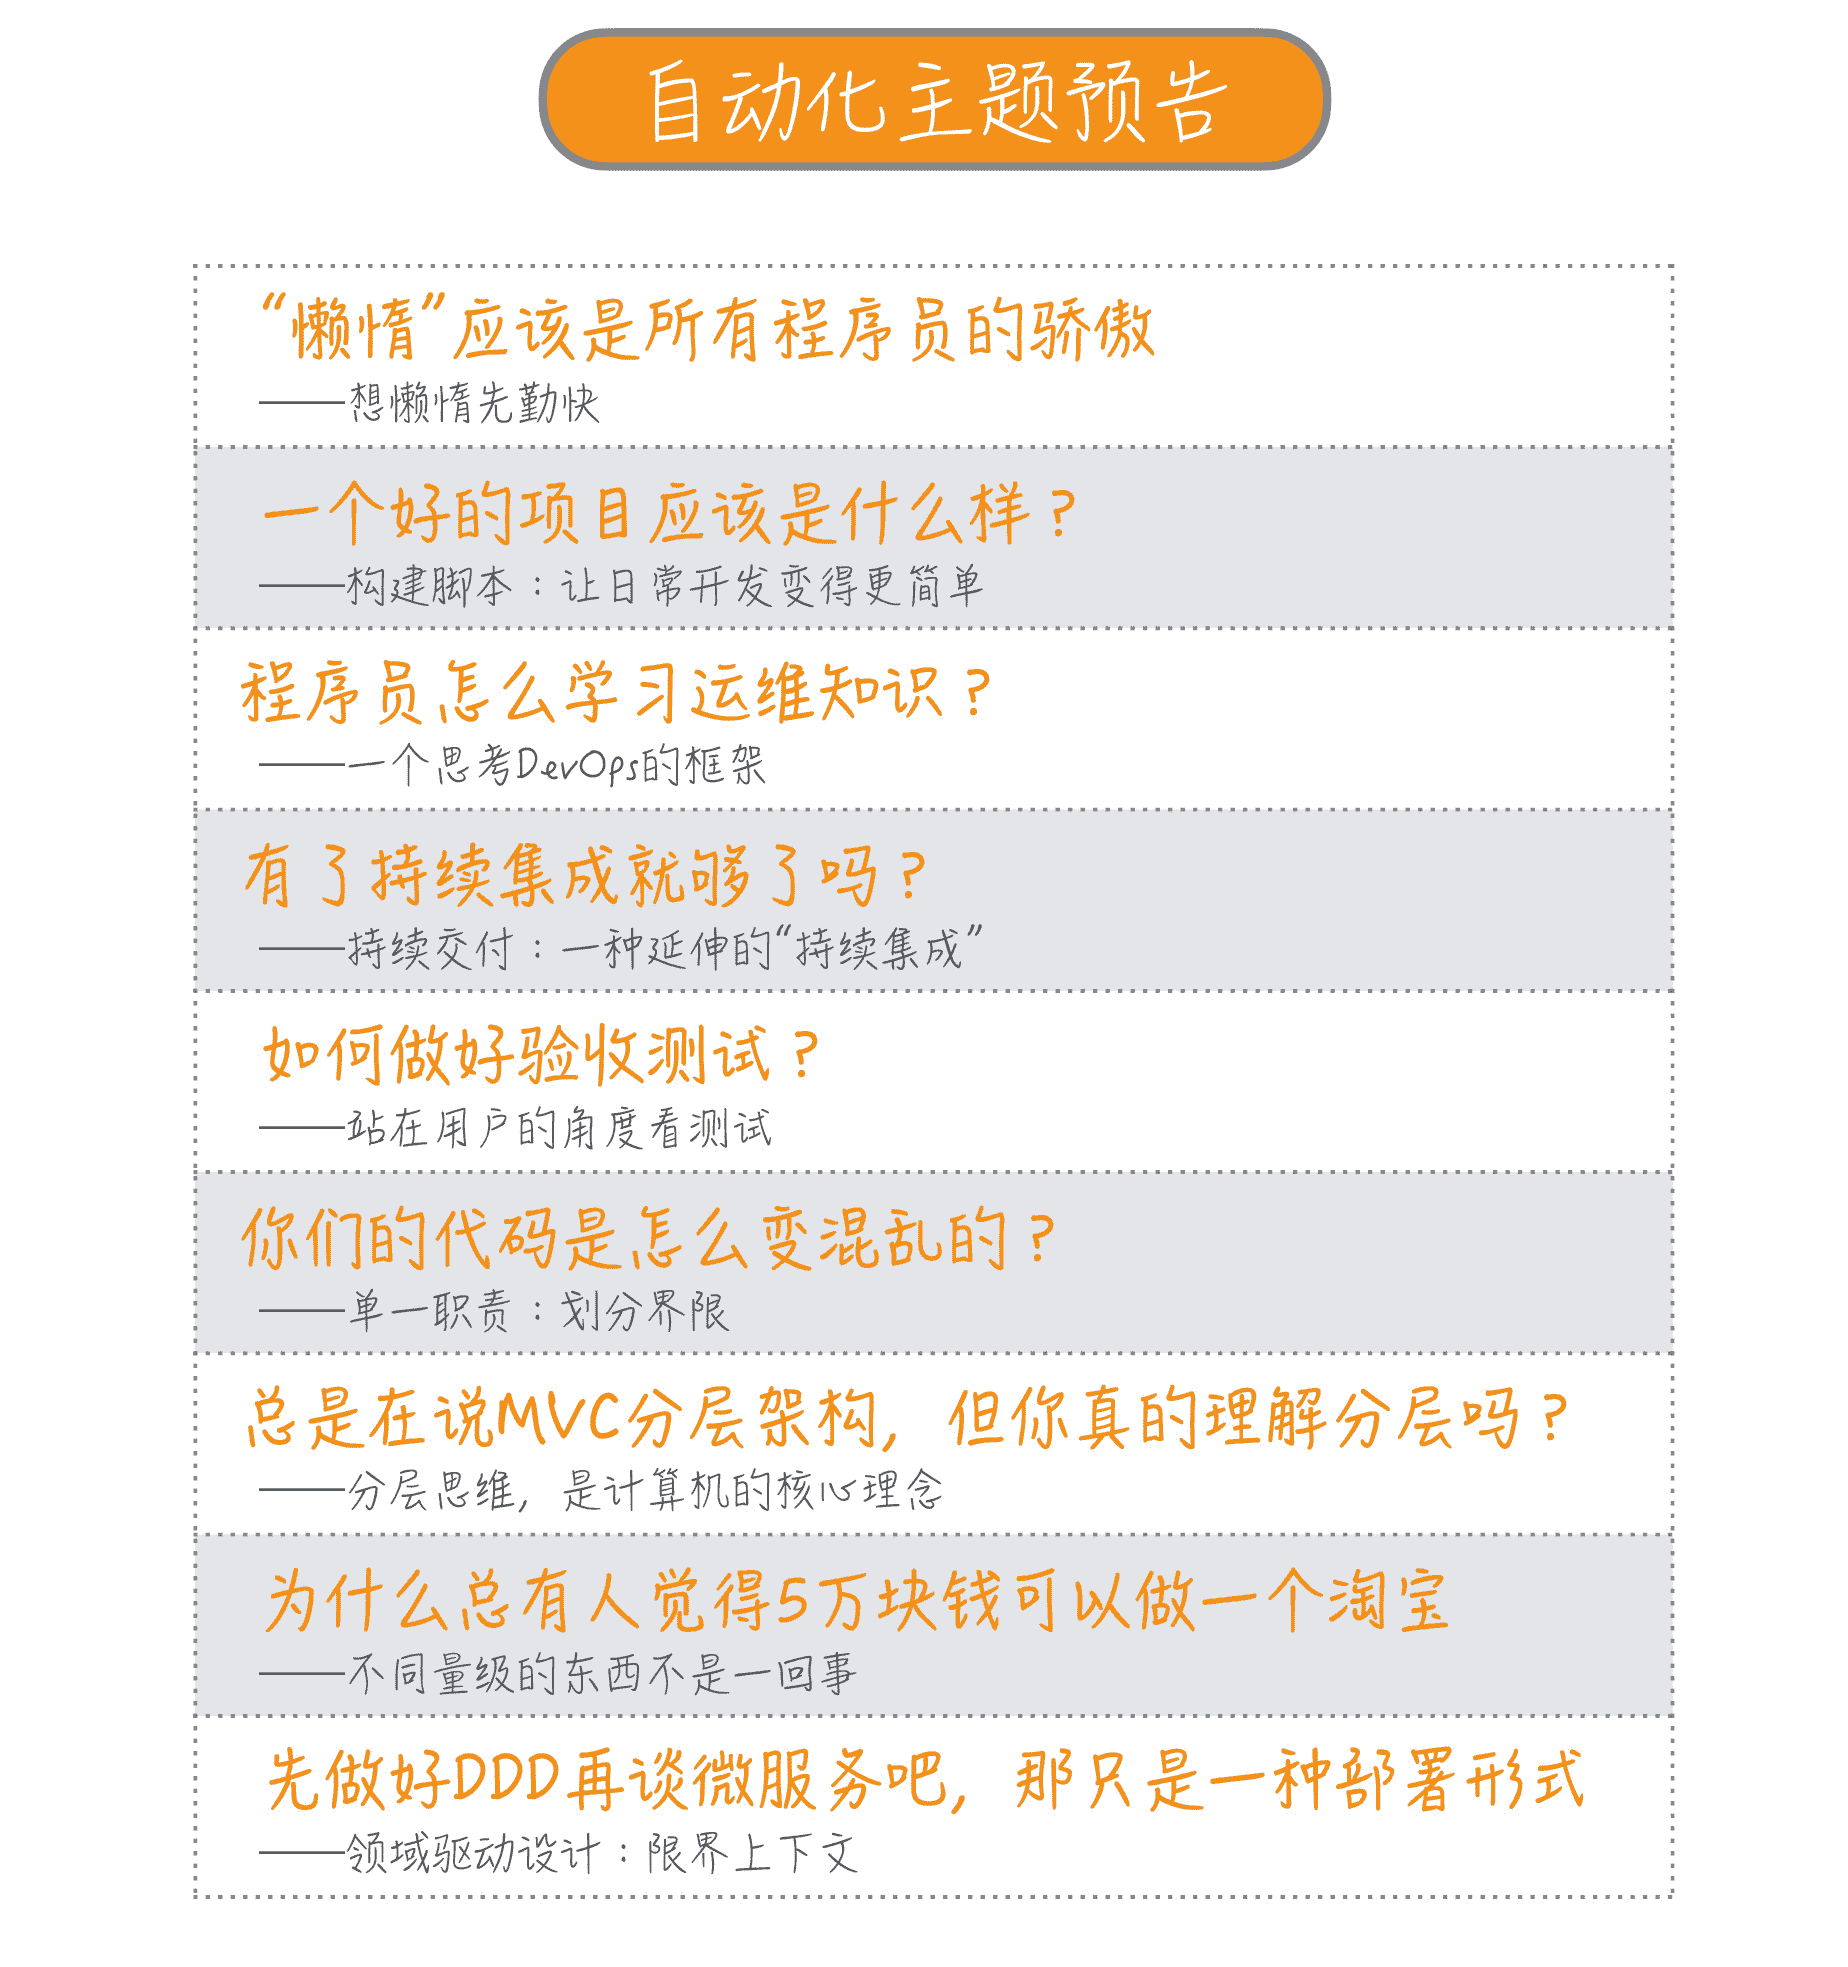 自动化主题预告
“懒惰”应该是所有程序员的骄傲
——想懒惰先勤快
一个好的项目应该是什么样？
——构建脚本：让日常开发变得更简单
程序员怎么学习运维知识？
——一个思考DevOps的框架
有了持续集成就够了吗？
——持续交付：一种延伸的“持续集成”
如何做好验收测试？
——站在用户的角度看测试
你们的代码是怎么变混乱的？
——单一职责：划分界限
总是在说MVC分层架构，但你真的理解分层吗？
——分层思维，是计算机的核心理念
为什么总有人觉得5万块钱可以做一个淘宝
——不同量级的东西不是一回事
先做好DDD再谈微服务吧，那只是一种部署形式
——领域驱动设计：限界上下文